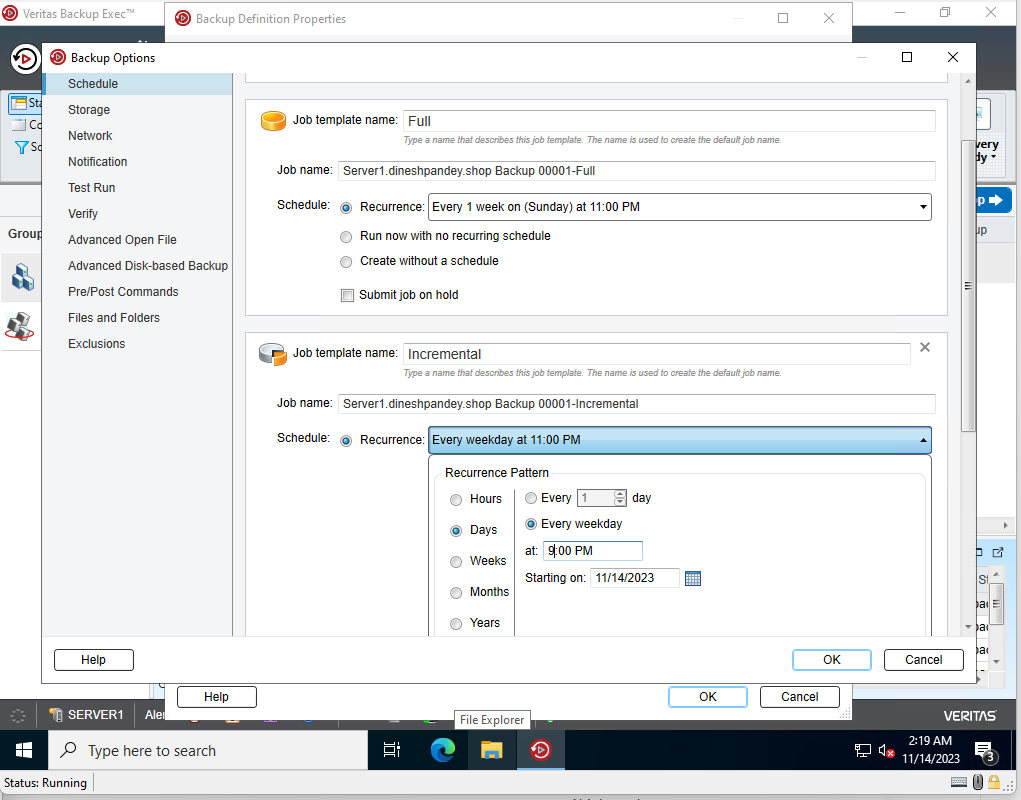 Veritas Backup Exec™
Backup Definition Properties
Backup Options
Schedule
Storage
Network
Notification
Test Run
Verify
Advanced Open File
Advanced Disk-based Backup
Pre/Post Commands
Files and Folders
Exclusions
Group
Job template name: Full
Type a name that describes this job template. The name is used to create the default job name.
Job name: Server1.dineshpandey.shop Backup 00001-Full
Schedule: Recurrence: Every 1 week on (Sunday) at 11:00 PM
Run now with no recurring schedule
Create without a schedule
Submit job on hold
Job template name: Incremental
Type a name that describes this job template. The name is used to create the default job name.
Job name: Server1.dineshpandey.shop Backup 00001-Incremental
Schedule: Recurrence: Every weekday at 11:00 PM
Recurrence Pattern
Hours
Days
Weeks
Months
Years
Every 1 day
Every weekday
at: 9:00 PM
Starting on: 11/14/2023
Help OK Cancel
Help OK Cancel
SERVER1
File Explorer
VERITAS
Type here to search
2:19 AM
11/14/2023
3
Status: Running